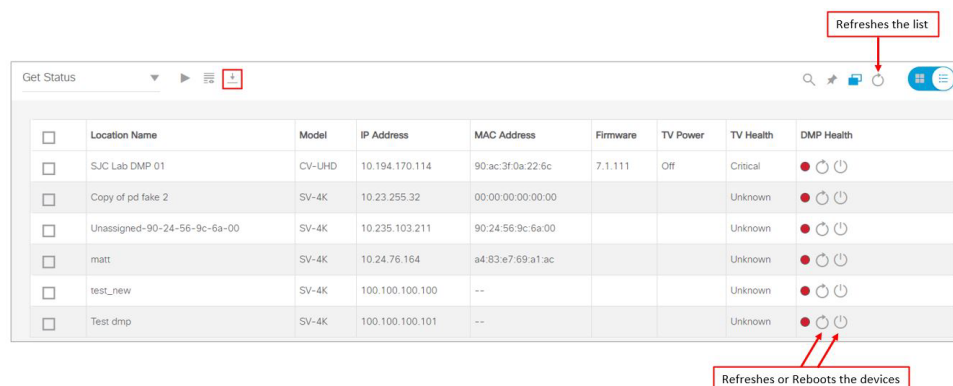 Refreshes the list
Get Status
Location Name Model IP Address MAC Address Firmware TV Power TV Health DMP Health
SJC Lab DMP 01 CV-UHD 10.194.170.114 90:ac:3f:0a:22:6c 7.1.111 Off Critical
Copy of pd fake 2 SV-4K 10.23.255.32 00:00:00:00:00:00 Unknown
Unassigned-90-24-56-9c-6a-00 SV-4K 10.235.103.211 90:24:56:9c:6a:00 Unknown
matt SV-4K 10.24.76.164 a4:83:e7:69:a1:ac Unknown
test_new SV-4K 100.100.100.100 -- Unknown
Test dmp SV-4K 100.100.100.101 -- Unknown
Refreshes or Reboots the devices